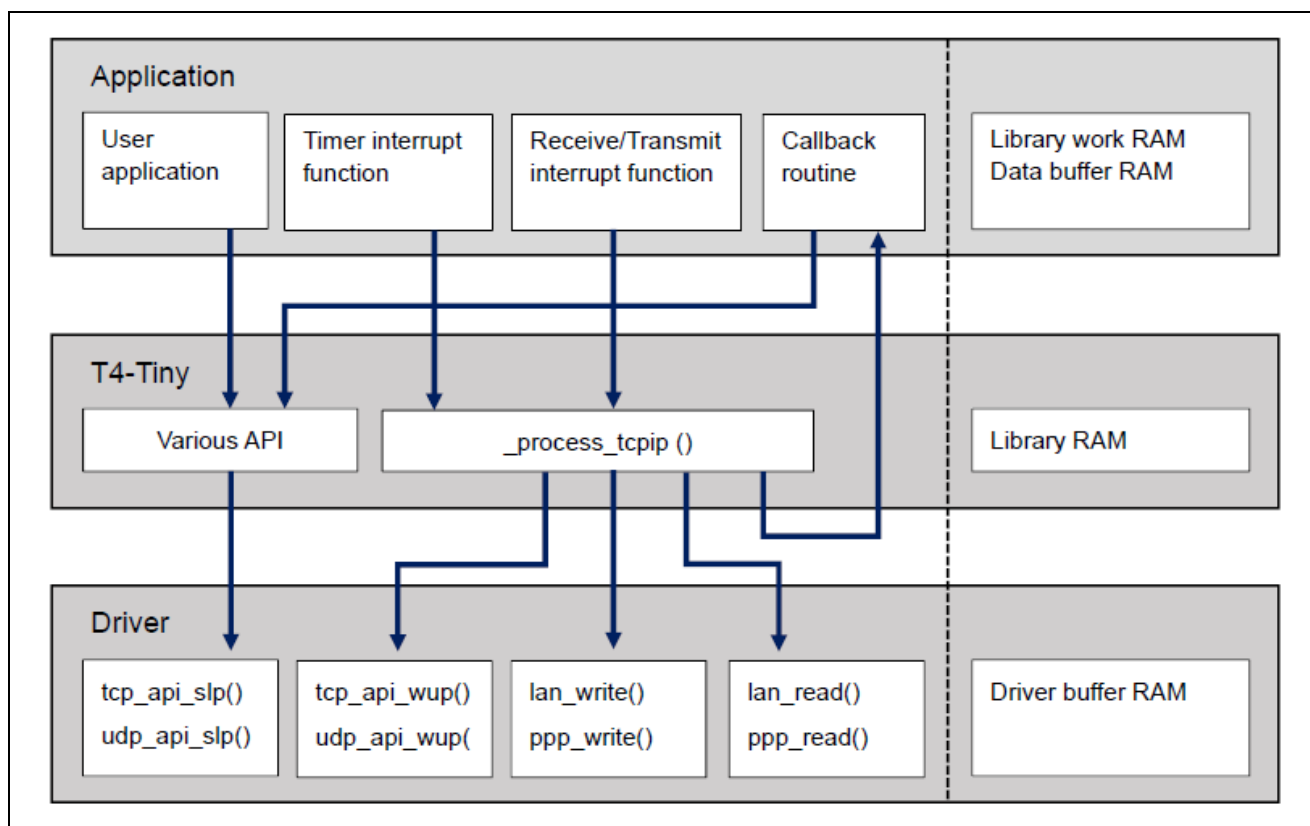 Application
User
application
Timer interrupt
function
Receive/Transmit
interrupt function
Callback
routine
Library work RAM
Data buffer RAM
T4-Tiny
Various API
_process_tcpip ()
Library RAM
Driver
tcp_api_slp()
udp_api_slp()
tcp_api_wup()
udp_api_wup(
lan_write()
ppp_write()
lan_read()
ppp_read()
Driver buffer RAM